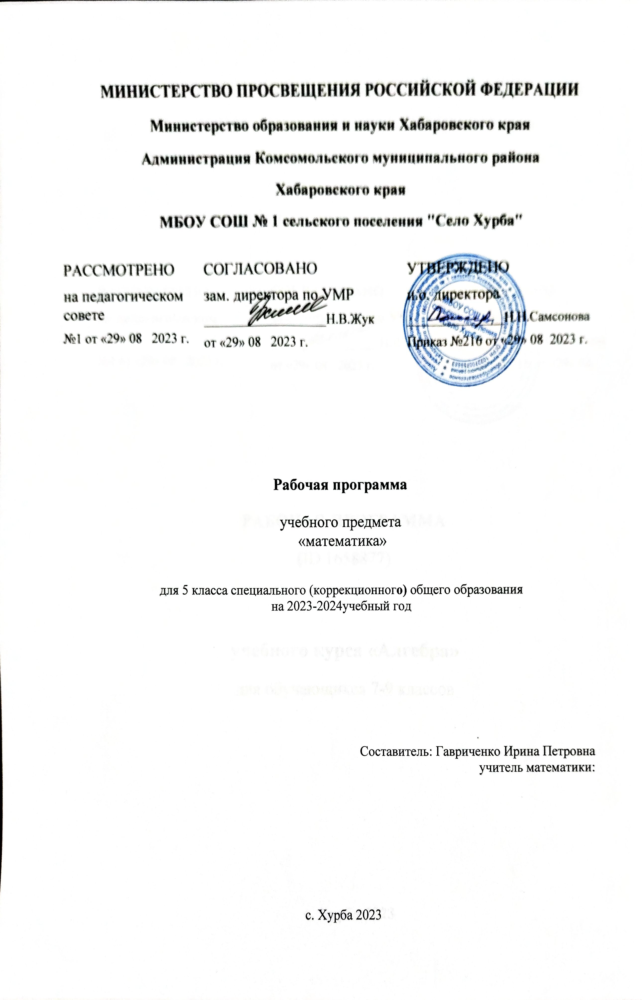 МИНИСТЕРСТВО ПРОСВЕЩЕНИЯ РОССИЙСКОЙ ФЕДЕРАЦИИ
Министерство образования и науки Хабаровского края
Администрация Комсомольского муниципального района
Хабаровского края
МБОУ СОШ № 1 сельского поселения "Село Хурба"
РАССМОТРЕНО
на педагогическом
совете
№1 от «29» 08 2023 г.
СОГЛАСОВАНО
зам. директора по УМР
Н.В.Жук
от «29» 08 2023 г.
УТВЕРЖДЕНО
и.о. директора
Н.Н.Самсонова
Приказ №216 от «29» 08 2023 г.
Рабочая программа
учебного предмета
«математика»
для 5 класса специального (коррекционного) общего образования
на 2023-2024учебный год
Составитель: Гавриченко Ирина Петровна
учитель математики:
с. Хурба 2023